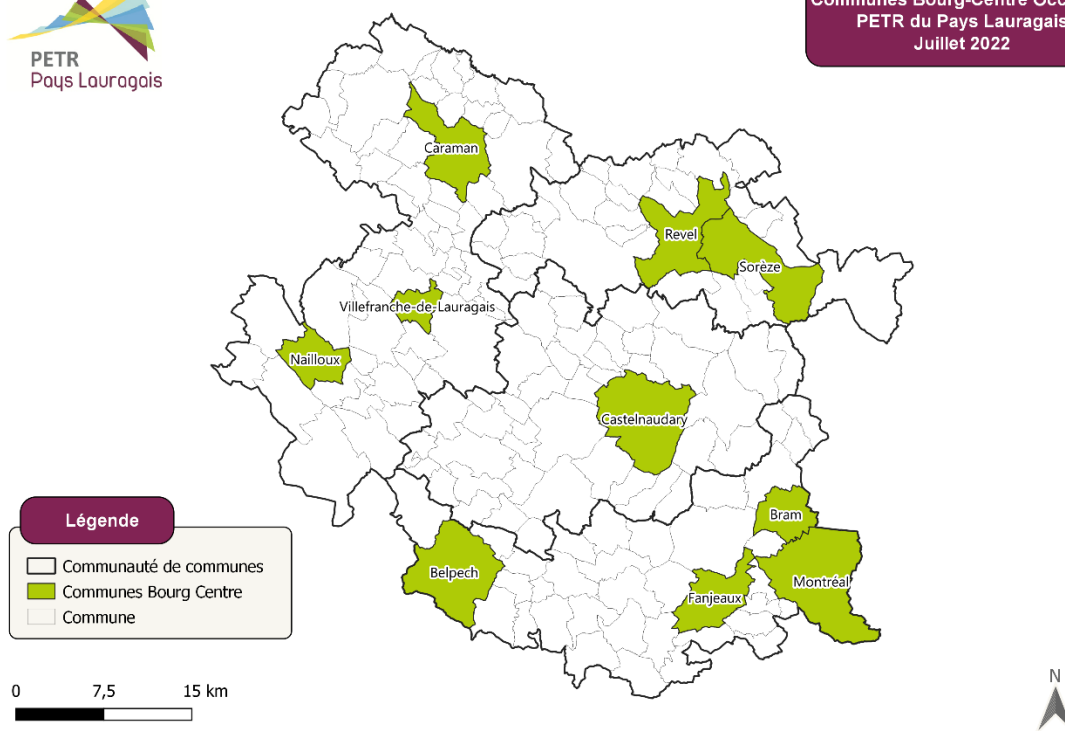 PETR
Pays Lauragais
PETR du Pays Lauragais
Juillet 2022
Caraman
Revel
Sorèze
Villefranche-de-Lauragais
Nailloux
Castelnaudary
Bram
Belpech
Fanjeaux
Montréal
Légende
Communauté de communes
Communes Bourg Centre
Commune
0 7,5 15 km
N